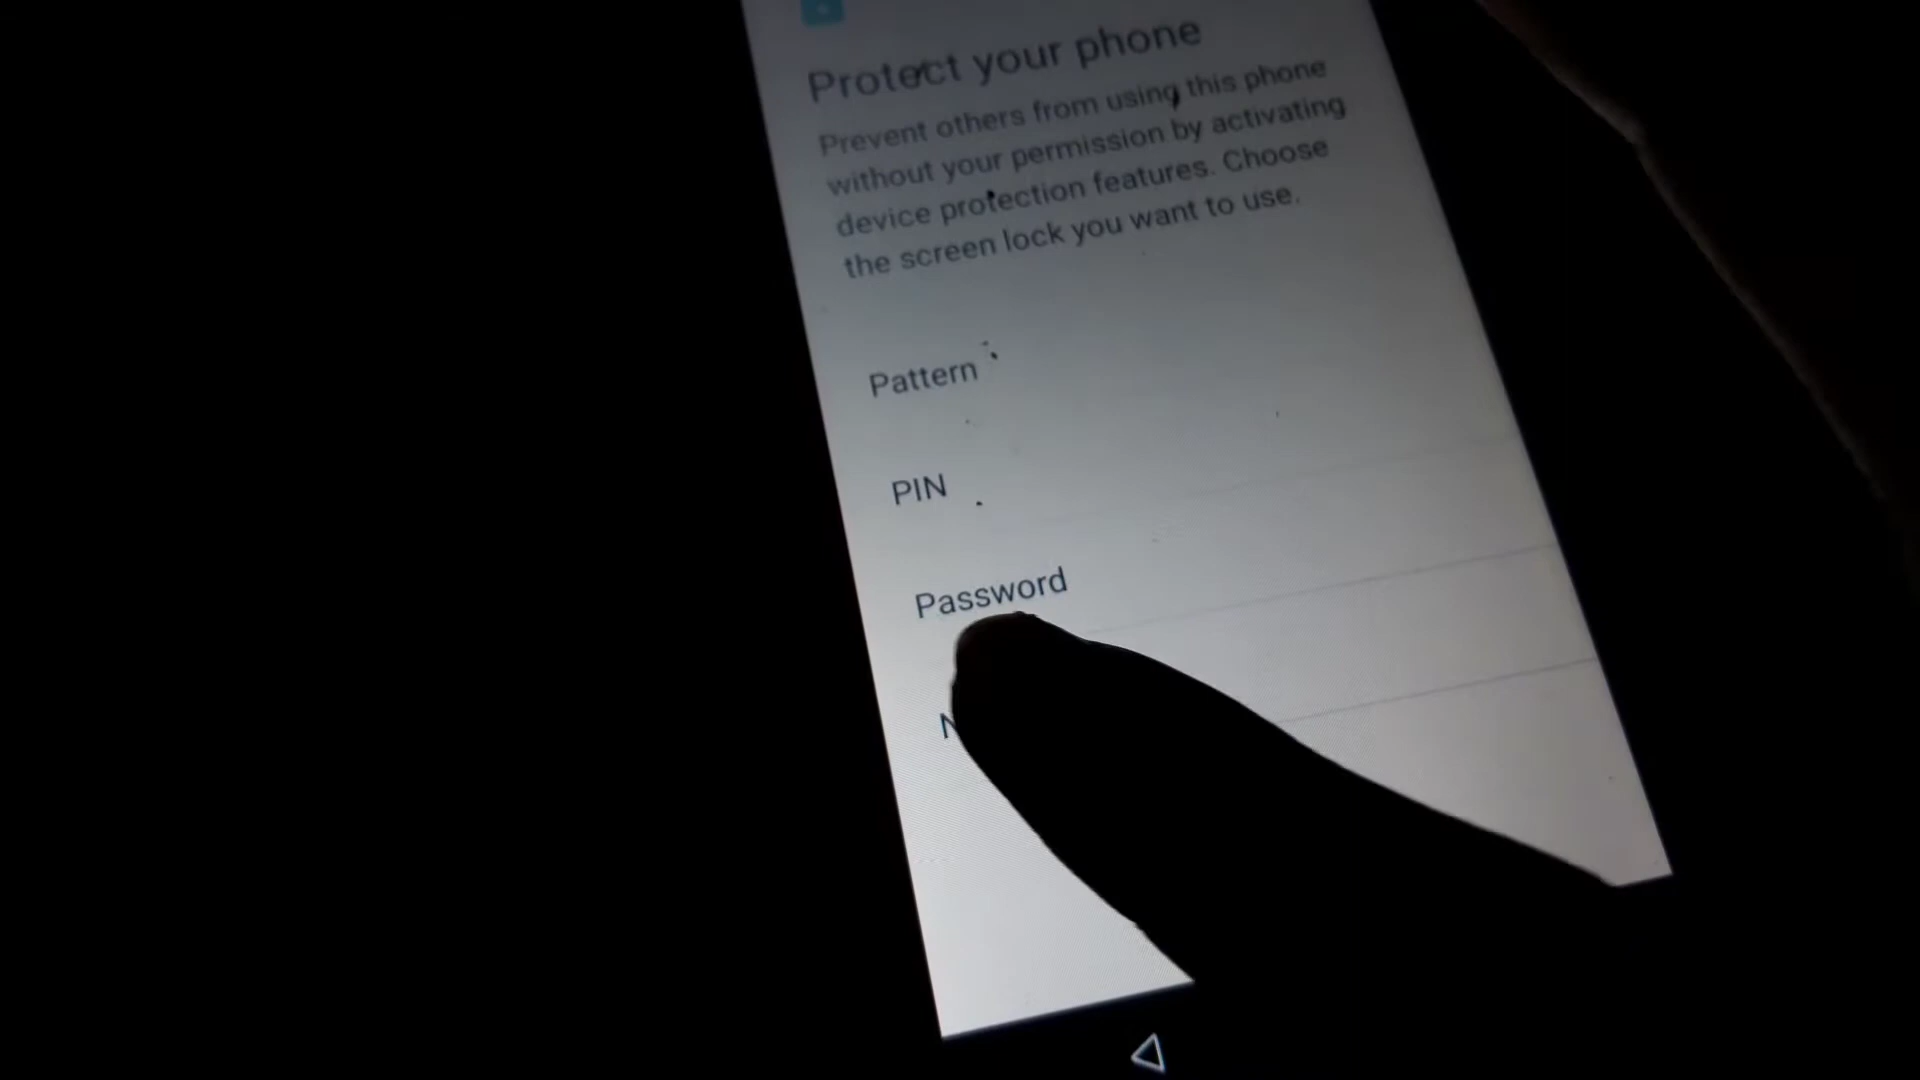 Protect your phone
Prevent others from using this phone
without your permission by activating
device protection features. Choose
the screen lock you want to use.
Pattern
PIN
Password